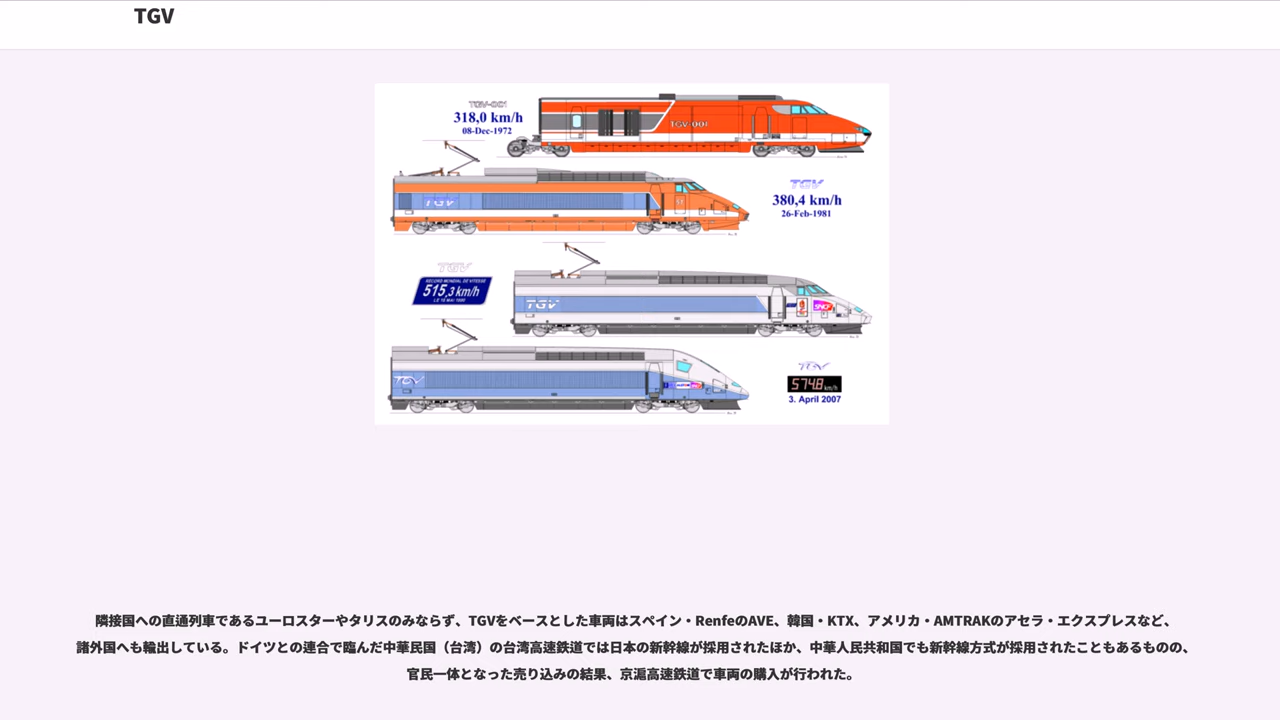 TGV
TGV-001
318,0 km/h
08-Dec-1972
TGV-001
TGV
TGV
380,4 km/h
26-Feb-1981
TGV
RECORD MONDIAL DE VITESSE
515,3 km/h
LE 18 MAI 1990
TGV
SNCF
TGV
TGV
574,8 km/h
3. April 2007
隣接国への直通列車であるユーロスターやタリスのみならず、TGVをベースとした車両はスペイン・RenfeのAVE、韓国・KTX、アメリカ・AMTRAKのアセラ・エクスプレスなど、
諸外国へも輸出している。ドイツとの連合で臨んだ中華民国（台湾）の台湾高速鉄道では日本の新幹線が採用されたほか、中華人民共和国でも新幹線方式が採用されたこともあるものの、
官民一体となった売り込みの結果、京滬高速鉄道で車両の購入が行われた。